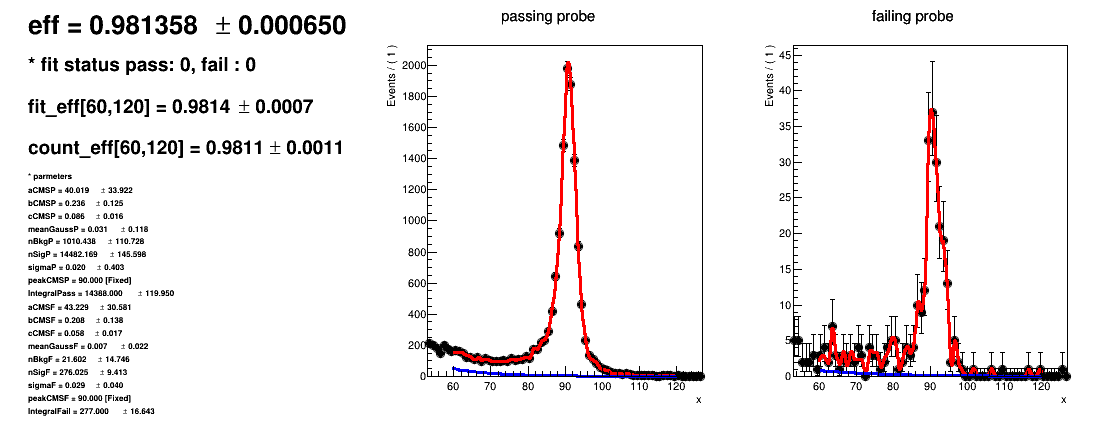 eff = 0.981358 ± 0.000650
* fit status pass: 0, fail : 0
fit_eff[60,120] = 0.9814 ± 0.0007
count_eff[60,120] = 0.9811 ± 0.0011
* parmeters
aCMSP = 40.019 ± 33.922
bCMSP = 0.236 ± 0.125
cCMSP = 0.086 ± 0.016
meanGaussP = 0.031 ± 0.118
nBkgP = 1010.438 ± 110.728
nSigP = 14482.169 ± 145.598
sigmaP = 0.020 ± 0.403
peakCMSP = 90.000 [Fixed]
IntegralPass = 14388.000 ± 119.950
aCMSF = 43.229 ± 30.581
bCMSF = 0.208 ± 0.138
cCMSF = 0.058 ± 0.017
meanGaussF = 0.007 ± 0.022
nBkgF = 21.602 ± 14.746
nSigF = 276.025 ± 9.413
sigmaF = 0.029 ± 0.040
peakCMSF = 90.000 [Fixed]
IntegralFail = 277.000 ± 16.643
passing probe
Events / ( 1 )
2000
1800
1600
1400
1200
1000
800
600
400
200
0
60 70 80 90 100 110 120
x
failing probe
Events / ( 1 )
45
40
35
30
25
20
15
10
5
0
60 70 80 90 100 110 120
x